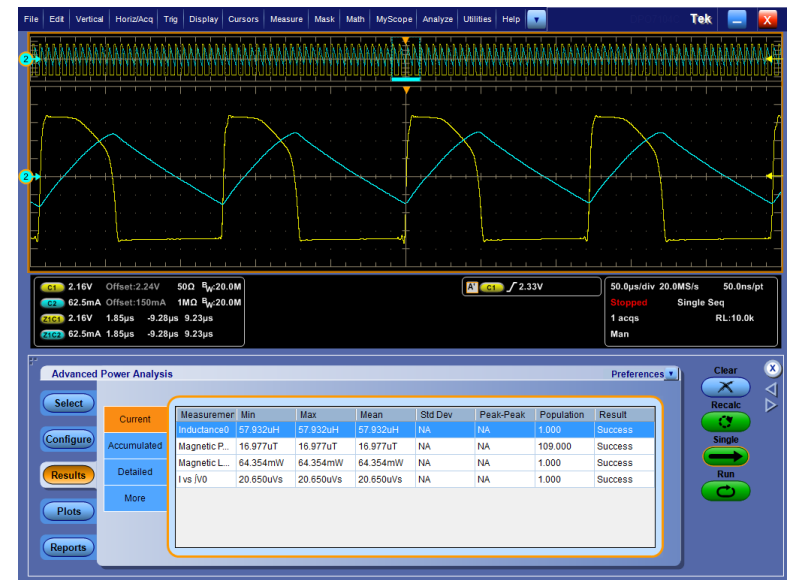 File Edit Vertical Horiz/Acq Trig Display Cursors Measure Mask Math MyScope Analyze Utilities Help Tek X
2
2
C1 2.16V Offset:2.24V 50Ω BW:20.0M A' C1 2.33V 50.0µs/div 20.0MS/s 50.0ns/pt
C2 62.5mA Offset:150mA 1MΩ BW:20.0M Stopped Single Seq
Z1C1 2.16V 1.85µs -9.28µs 9.23µs 1 acqs RL:10.0k
Z1C2 62.5mA 1.85µs -9.28µs 9.23µs Man
Advanced Power Analysis Preferences Clear X
Select Recalc
Configure Single
Results Run
Plots
Reports
Current
Accumulated
Detailed
More
Measuremer Min Max Mean Std Dev Peak-Peak Population Result
Inductance0 57.932uH 57.932uH 57.932uH NA NA 1.000 Success
Magnetic P... 16.977uT 16.977uT 16.977uT NA NA 109.000 Success
Magnetic L... 64.354mW 64.354mW 64.354mW NA NA 1.000 Success
I vs ∫V0 20.650uVs 20.650uVs 20.650uVs NA NA 1.000 Success